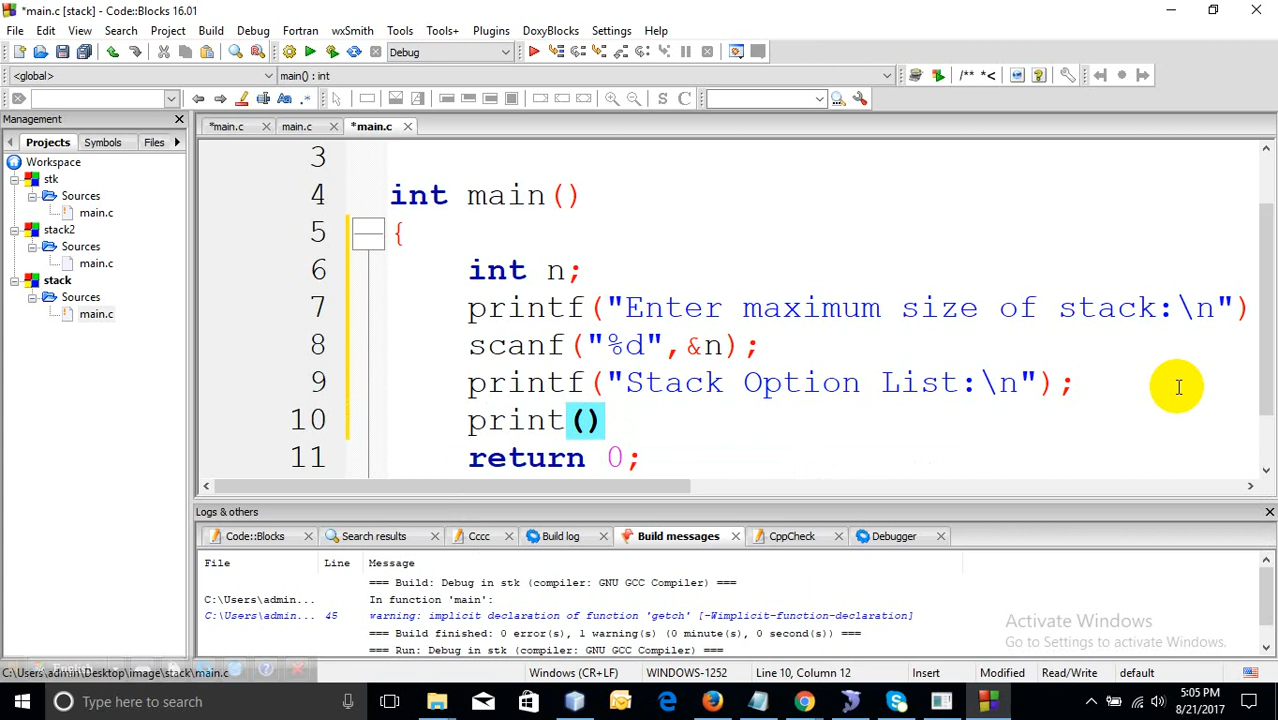 *main.c [stack] - Code::Blocks 16.01
File Edit View Search Project Build Debug Fortran wxSmith Tools Tools+ Plugins DoxyBlocks Settings Help
Debug
<global> main() : int /** *<
Aa .* S C
Management
Projects Symbols Files
*main.c main.c *main.c
Workspace
stk
Sources
main.c
stack2
Sources
main.c
stack
Sources
main.c
3
4 int main()
5 {
6 int n;
7 printf("Enter maximum size of stack:\n")
8 scanf("%d",&n);
9 printf("Stack Option List:\n");
10 print()
11 return 0;
Logs & others
Code::Blocks Search results Cccc Build log Build messages CppCheck Debugger
File Line Message
=== Build: Debug in stk (compiler: GNU GCC Compiler) ===
C:\Users\admin... In function 'main':
C:\Users\admin... 45 warning: implicit declaration of function 'getch' [-Wimplicit-function-declaration]
=== Build finished: 0 error(s), 1 warning(s) (0 minute(s), 0 second(s)) ===
=== Run: Debug in stk (compiler: GNU GCC Compiler) ===
Activate Windows
Go to Settings to activate Windows.
C:\Users\admin\Desktop\image\stack\main.c Windows (CR+LF) WINDOWS-1252 Line 10, Column 12 Insert Modified Read/Write default
Type here to search
5:05 PM
8/21/2017